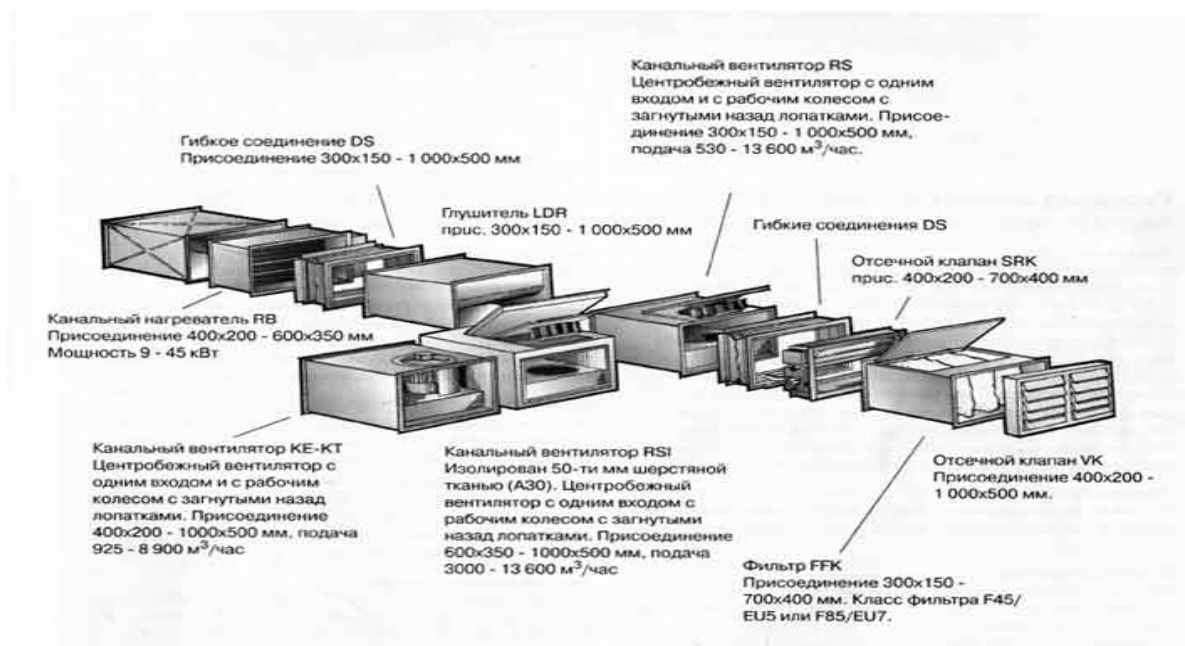 Канальный вентилятор RS
Центробежный вентилятор с одним
входом и с рабочим колесом с
загнутыми назад лопатками. Присое-
динение 300x150 - 1 000x500 мм,
подача 530 - 13 600 м³/час.
Гибкое соединение DS
Присоединение 300x150 - 1 000x500 мм
Глушитель LDR
прис. 300x150 - 1 000x500 мм
Гибкие соединения DS
Отсечной клапан SRK
прис. 400x200 - 700x400 мм
Канальный нагреватель RB
Присоединение 400x200 - 600x350 мм
Мощность 9 - 45 кВт
Канальный вентилятор KE-KT
Центробежный вентилятор с
одним входом и с рабочим
колесом с загнутыми назад
лопатками. Присоединение
400x200 - 1000x500 мм, подача
925 - 8 900 м³/час
Канальный вентилятор RSI
Изолирован 50-ти мм шерстяной
тканью (А30). Центробежный
вентилятор с одним входом с
рабочим колесом с загнутыми
назад лопатками. Присоединение
600x350 - 1000x500 мм, подача
3000 - 13 600 м³/час
Отсечной клапан VK
Присоединение 400x200 -
1 000x500 мм.
Фильтр FFK
Присоединение 300x150 -
700x400 мм. Класс фильтра F45/
EU5 или F85/EU7.